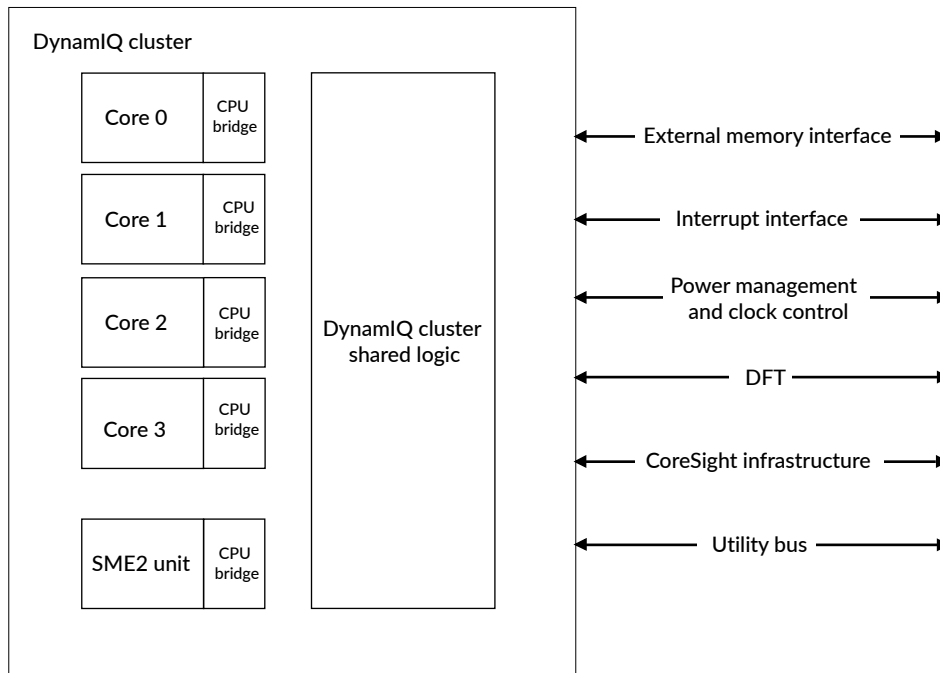 DynamIQ cluster
Core 0
CPU
bridge
Core 1
CPU
bridge
Core 2
CPU
bridge
Core 3
CPU
bridge
SME2 unit
CPU
bridge
DynamIQ cluster
shared logic
External memory interface
Interrupt interface
Power management
and clock control
DFT
CoreSight infrastructure
Utility bus